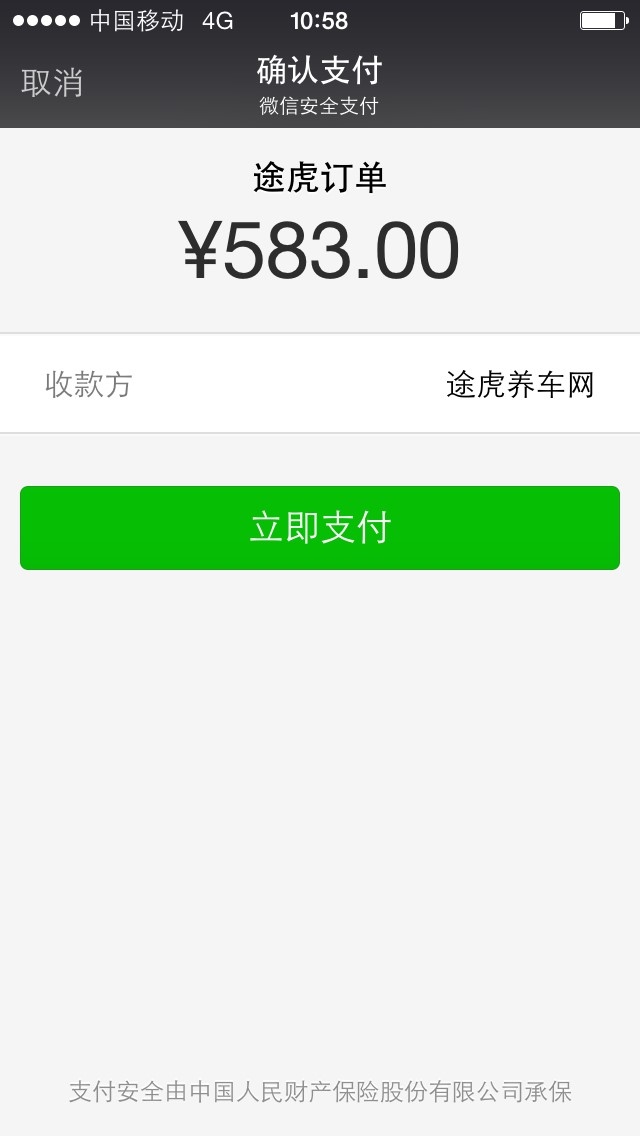 中国移动 4G 10:58
取消
确认支付
微信安全支付
途虎订单
¥583.00
收款方 途虎养车网
立即支付
支付安全由中国人民财产保险股份有限公司承保